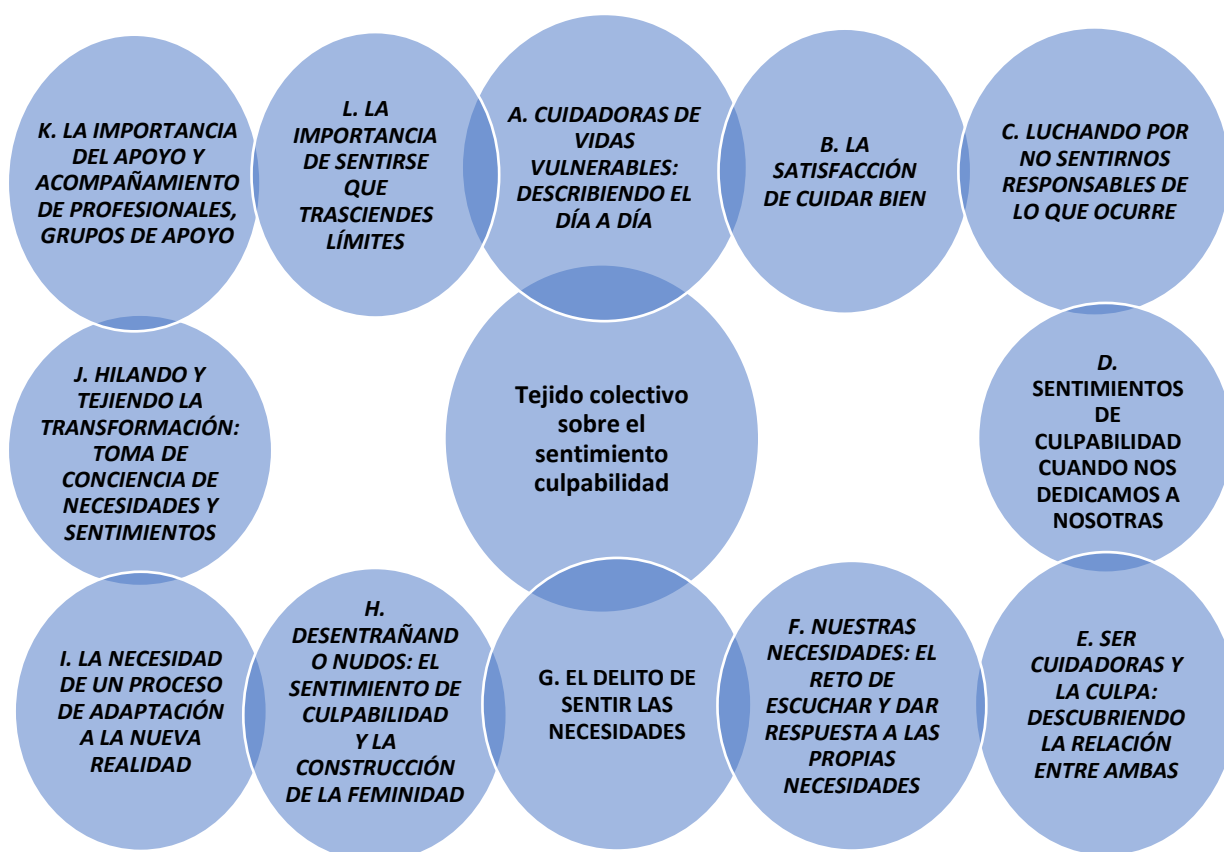 K. LA IMPORTANCIA
DEL APOYO Y
ACOMPAÑAMIENTO
DE PROFESIONALES,
GRUPOS DE APOYO
L. LA
IMPORTANCIA
DE SENTIRSE
QUE
TRASCIENDES
LÍMITES
A. CUIDADORAS DE
VIDAS
VULNERABLES:
DESCRIBIENDO EL
DÍA A DÍA
B. LA
SATISFACCIÓN
DE CUIDAR BIEN
C. LUCHANDO POR
NO SENTIRNOS
RESPONSABLES DE
LO QUE OCURRE
J. HILANDO Y
TEJIENDO LA
TRANSFORMACIÓN:
TOMA DE
CONCIENCIA DE
NECESIDADES Y
SENTIMIENTOS
Tejido colectivo
sobre el
sentimiento
culpabilidad
D.
SENTIMIENTOS
DE
CULPABILIDAD
CUANDO NOS
DEDICAMOS A
NOSOTRAS
I. LA NECESIDAD
DE UN PROCESO
DE ADAPTACIÓN
A LA NUEVA
REALIDAD
H.
DESENTRAÑAND
O NUDOS: EL
SENTIMIENTO DE
CULPABILIDAD
Y LA
CONSTRUCCIÓN
DE LA FEMINIDAD
G. EL DELITO DE
SENTIR LAS
NECESIDADES
F. NUESTRAS
NECESIDADES: EL
RETO DE
ESCUCHAR Y DAR
RESPUESTA A LAS
PROPIAS
NECESIDADES
E. SER
CUIDADORAS Y
LA CULPA:
DESCUBRIENDO
LA RELACIÓN
ENTRE AMBAS